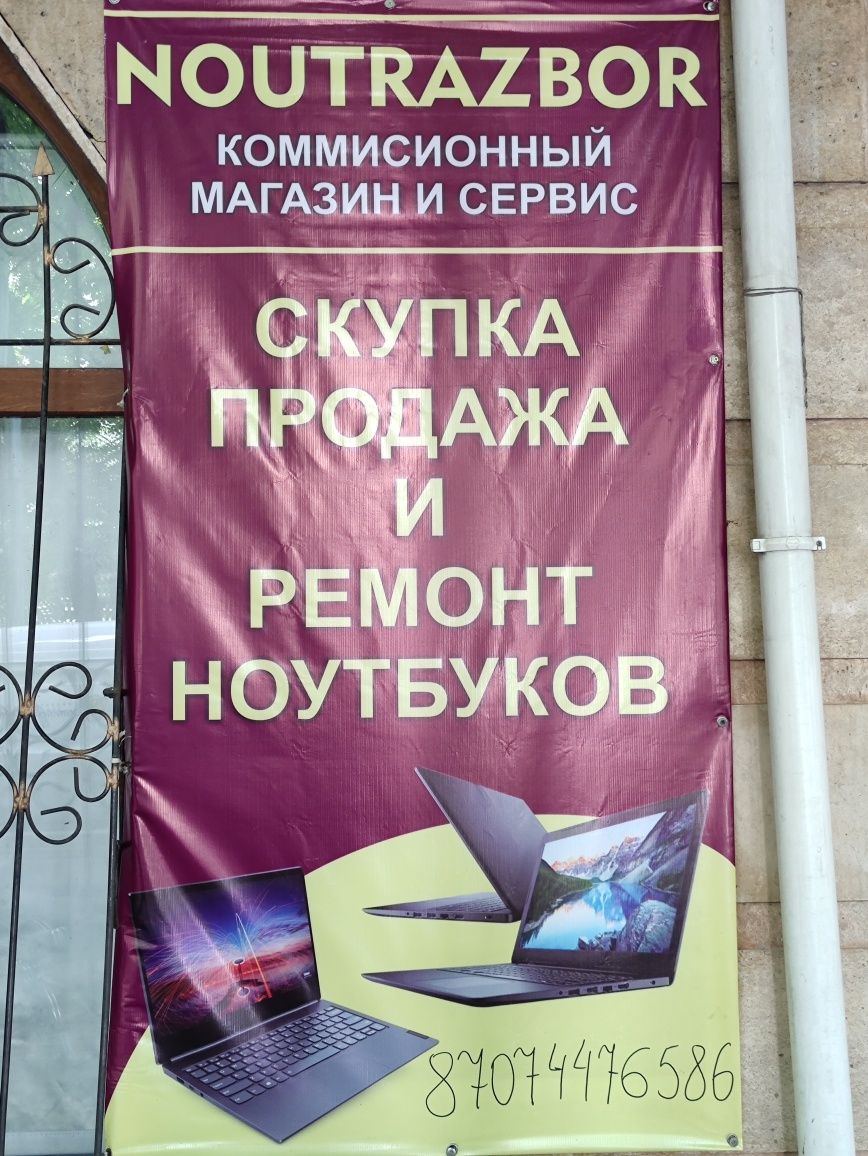 NOUTRAZBOR
КОММИСИОННЫЙ
МАГАЗИН И СЕРВИС
СКУПКА
ПРОДАЖА
И
РЕМОНТ
НОУТБУКОВ
87074476586